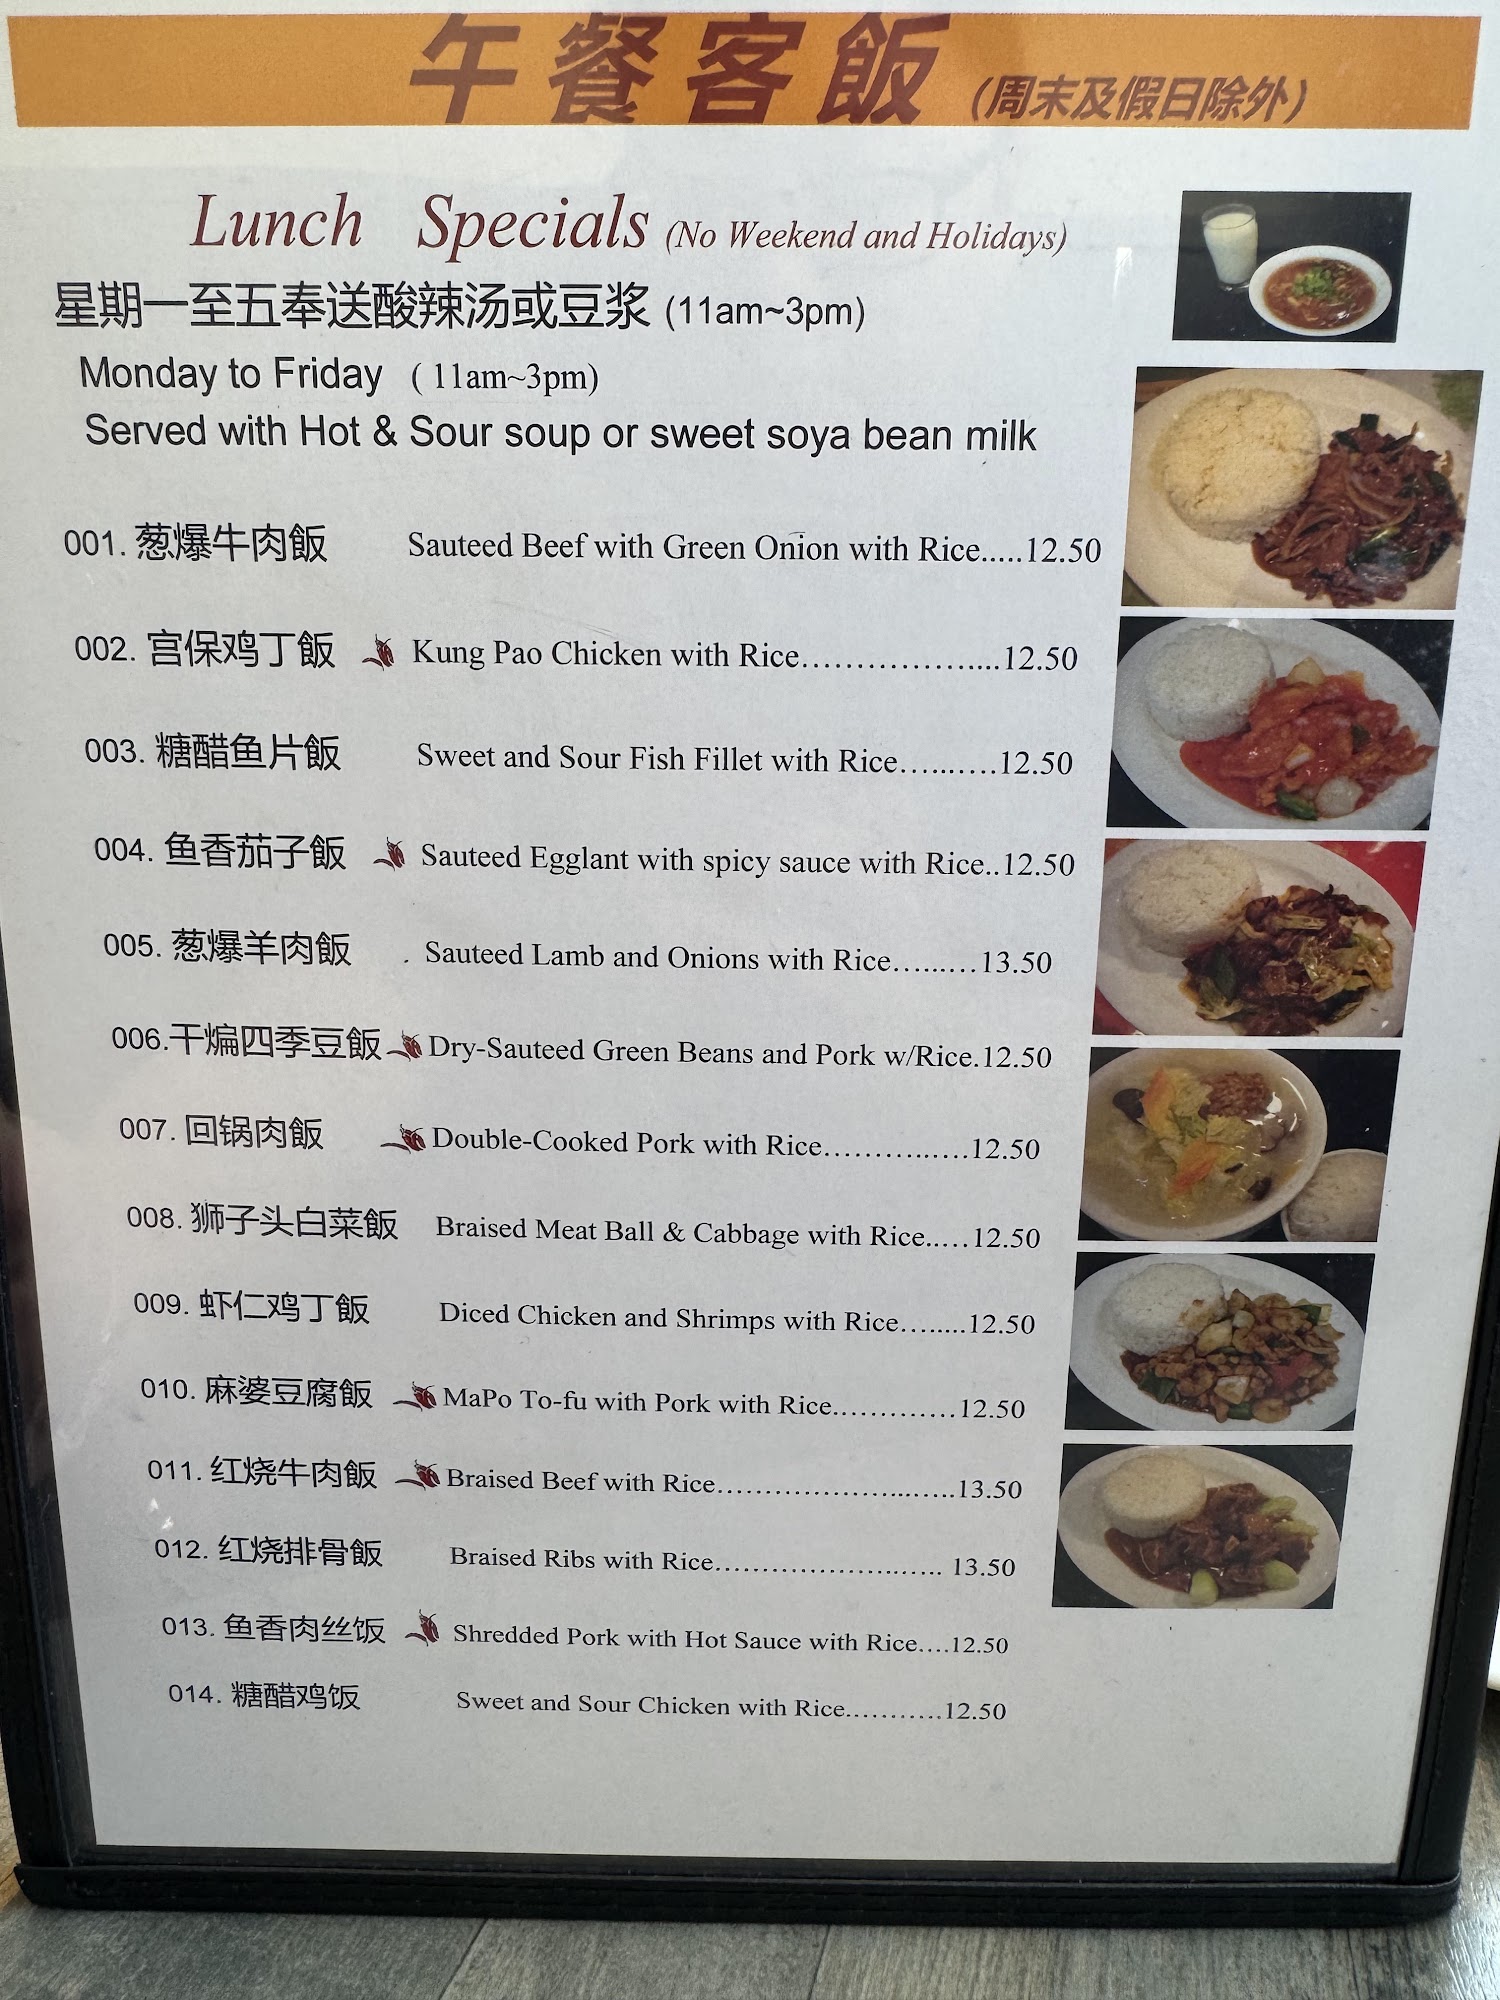 午餐客飯 (周末及假日除外)
Lunch Specials (No Weekend and Holidays)
星期一至五奉送酸辣汤或豆浆 (11am~3pm)
Monday to Friday ( 11am~3pm)
Served with Hot & Sour soup or sweet soya bean milk
001. 葱爆牛肉飯 Sauteed Beef with Green Onion with Rice.....12.50
002. 宫保鸡丁飯 Kung Pao Chicken with Rice………………....12.50
003. 糖醋鱼片飯 Sweet and Sour Fish Fillet with Rice…...……12.50
004. 鱼香茄子飯 Sauteed Egglant with spicy sauce with Rice..12.50
005. 葱爆羊肉飯 . Sauteed Lamb and Onions with Rice…...…13.50
006.干煸四季豆飯 Dry-Sauteed Green Beans and Pork w/Rice.12.50
007. 回锅肉飯 Double-Cooked Pork with Rice………..….12.50
008. 狮子头白菜飯 Braised Meat Ball & Cabbage with Rice..…12.50
009. 虾仁鸡丁飯 Diced Chicken and Shrimps with Rice….....12.50
010. 麻婆豆腐飯 MaPo To-fu with Pork with Rice.…………12.50
011. 红烧牛肉飯 Braised Beef with Rice………………...…..13.50
012. 红烧排骨飯 Braised Ribs with Rice………………..….. 13.50
013. 鱼香肉丝饭 Shredded Pork with Hot Sauce with Rice….12.50
014. 糖醋鸡饭 Sweet and Sour Chicken with Rice.………..12.50